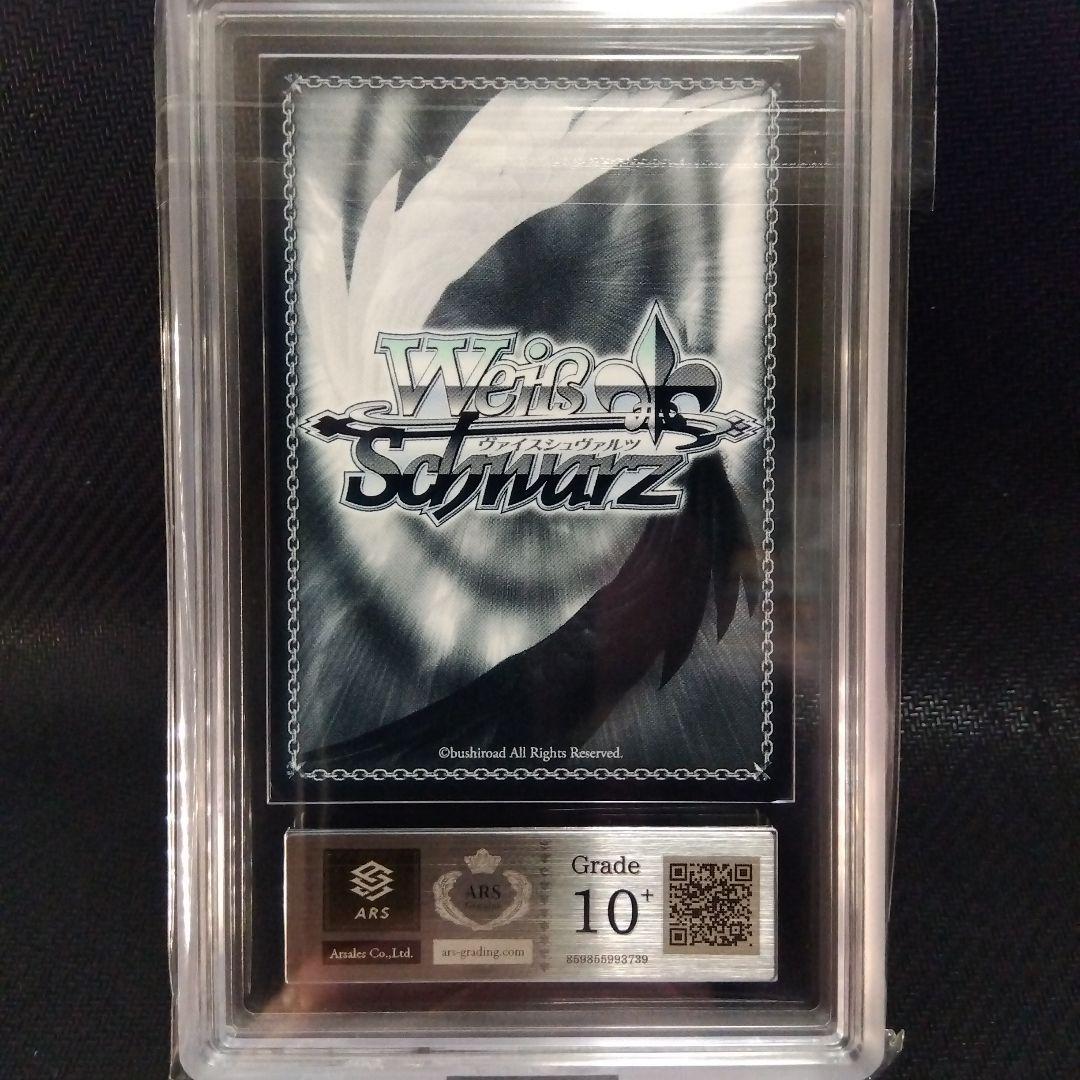 Weiß
ヴァイスシュヴァルツ
Schwarz
©bushiroad All Rights Reserved.
ARS
Arsales Co.,Ltd.
ARS
Genuine
ars-grading.com
Grade
10+
859855993739